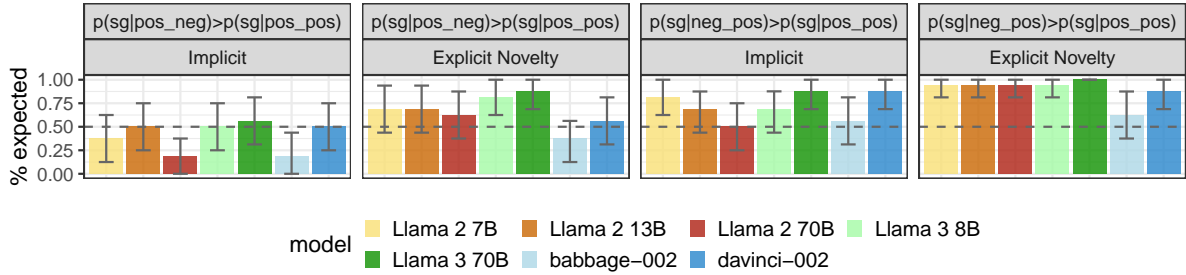 p(sg|pos_neg)>p(sg|pos_pos) p(sg|pos_neg)>p(sg|pos_pos) p(sg|neg_pos)>p(sg|pos_pos) p(sg|neg_pos)>p(sg|pos_pos)
Implicit Explicit Novelty Implicit Explicit Novelty
% expected
1.00
0.75
0.50
0.25
0.00
model
Llama 2 7B Llama 2 13B Llama 2 70B Llama 3 8B
Llama 3 70B babbage−002 davinci−002